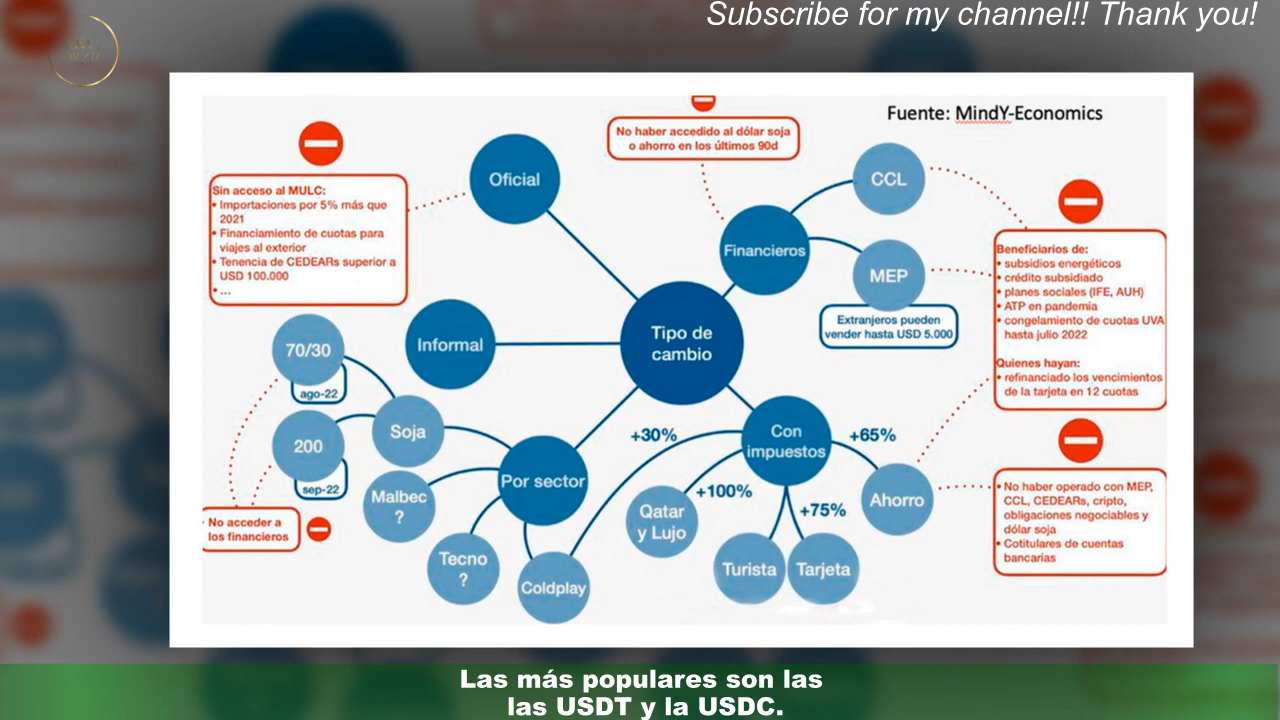 Subscribe for my channel!! Thank you!
Fuente: MindY-Economics
No haber accedido al dólar soja
o ahorro en los últimos 90d
Oficial
CCL
Sin acceso al MULC:
• Importaciones por 5% más que
2021
• Financiamiento de cuotas para
viajes al exterior
• Tenencia de CEDEARs superior a
USD 100.000
• ...
Financieros
MEP
Extranjeros pueden
vender hasta USD 5.000
Beneficiarios de:
• subsidios energéticos
• crédito subsidiado
• planes sociales (IFE, AUH)
• ATP en pandemia
• congelamiento de cuotas UVA
hasta julio 2022
Quienes hayan:
• refinanciado los vencimientos
de la tarjeta en 12 cuotas
Tipo de
cambio
Informal
70/30
ago-22
200
sep-22
Soja
Por sector
Malbec
?
Tecno
?
Coldplay
No acceder a
los financieros
Con
impuestos
+30%
+100%
+75%
+65%
Qatar
y Lujo
Turista
Tarjeta
Ahorro
• No haber operado con MEP,
CCL, CEDEARs, cripto,
obligaciones negociables y
dólar soja
• Cotitulares de cuentas
bancarias
Las más populares son las
las USDT y la USDC.